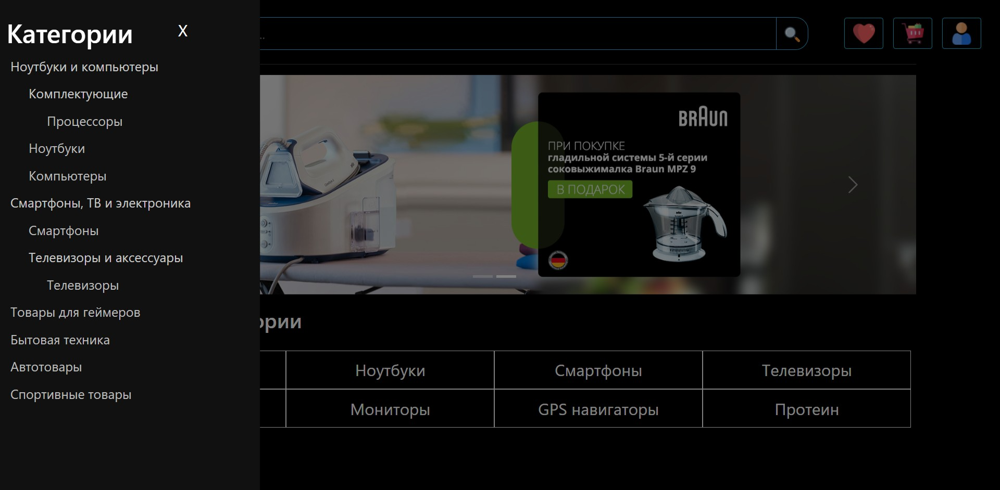 Категории
X
Ноутбуки и компьютеры
Комплектующие
Процессоры
Ноутбуки
Компьютеры
Смартфоны, ТВ и электроника
Смартфоны
Телевизоры и аксессуары
Телевизоры
Товары для геймеров
Бытовая техника
Автотовары
Спортивные товары
BRAUN
ПРИ ПОКУПКЕ
гладильной системы 5-й серии
соковыжималка Braun MPZ 9
В ПОДАРОК
ории
Ноутбуки
Смартфоны
Телевизоры
Мониторы
GPS навигаторы
Протеин